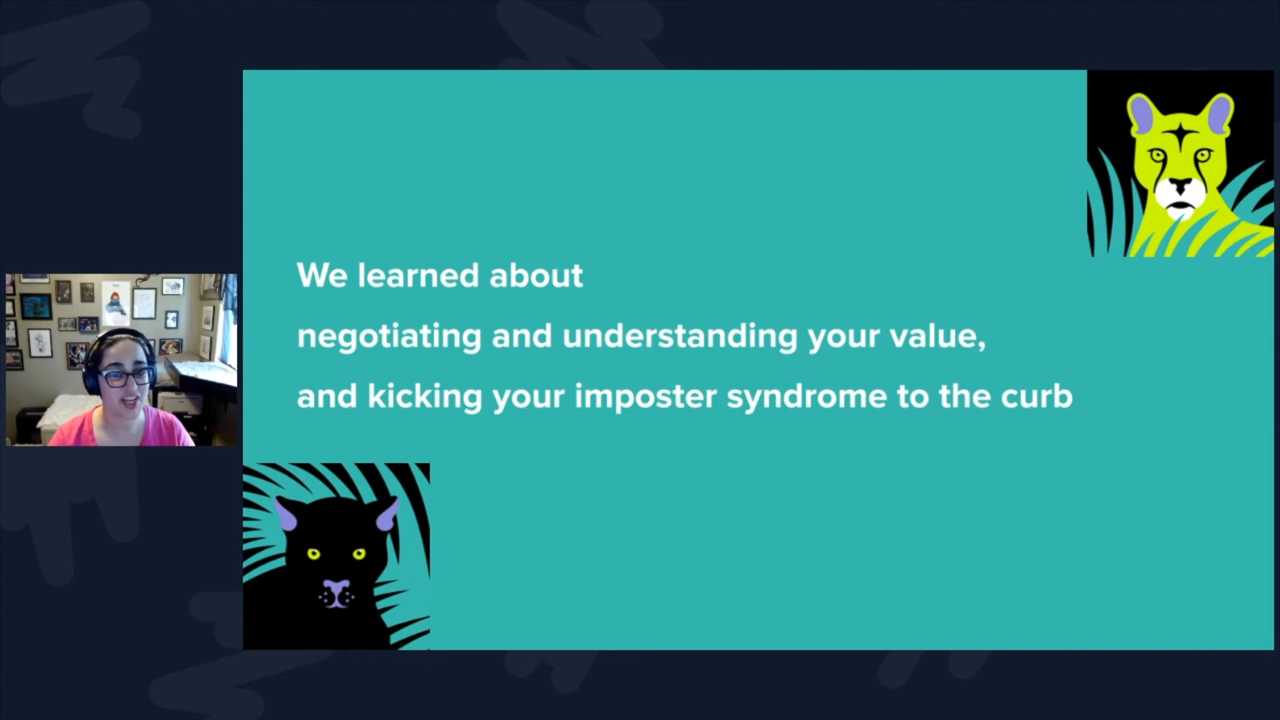 We learned about
negotiating and understanding your value,
and kicking your imposter syndrome to the curb